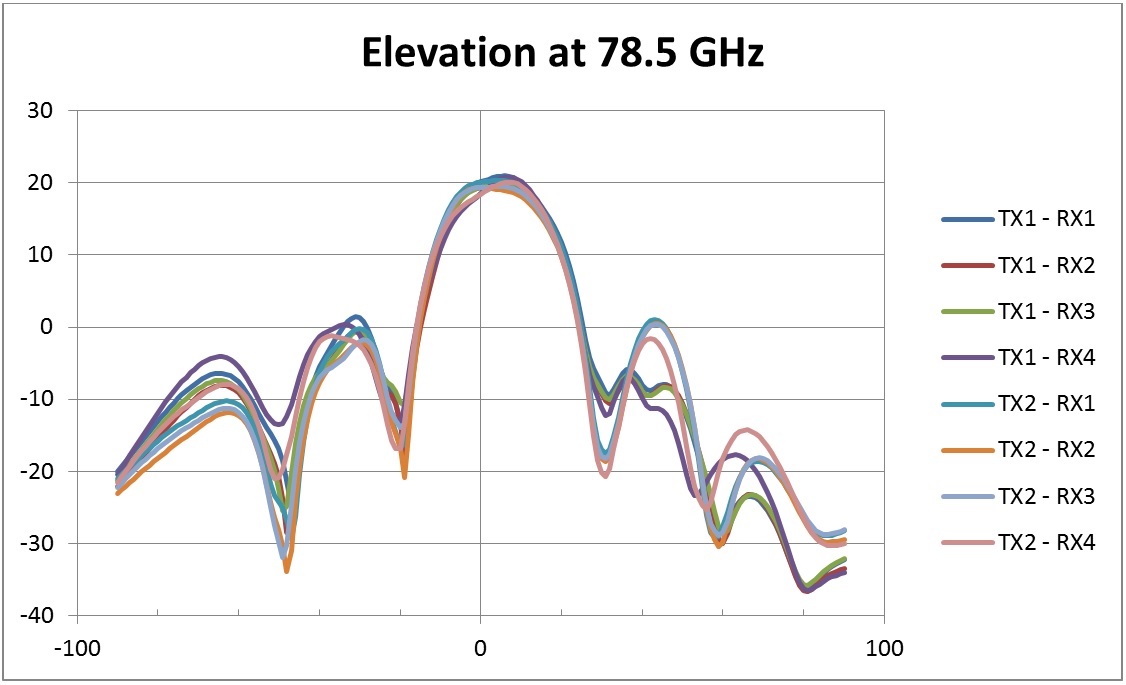 Elevation at 78.5 GHz
30
20
10
0
-10
-20
-30
-40
-100
0
100
TX1 - RX1
TX1 - RX2
TX1 - RX3
TX1 - RX4
TX2 - RX1
TX2 - RX2
TX2 - RX3
TX2 - RX4